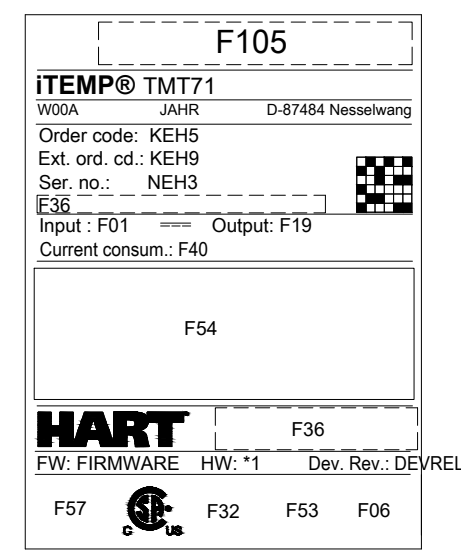 F105
iTEMP® TMT71
W00A JAHR D-87484 Nesselwang
Order code: KEH5
Ext. ord. cd.: KEH9
Ser. no.: NEH3
F36
Input : F01 === Output: F19
Current consum.: F40
F54
HART F36
FW: FIRMWARE HW: *1 Dev. Rev.: DEVREL
F57 C SA US F32 F53 F06